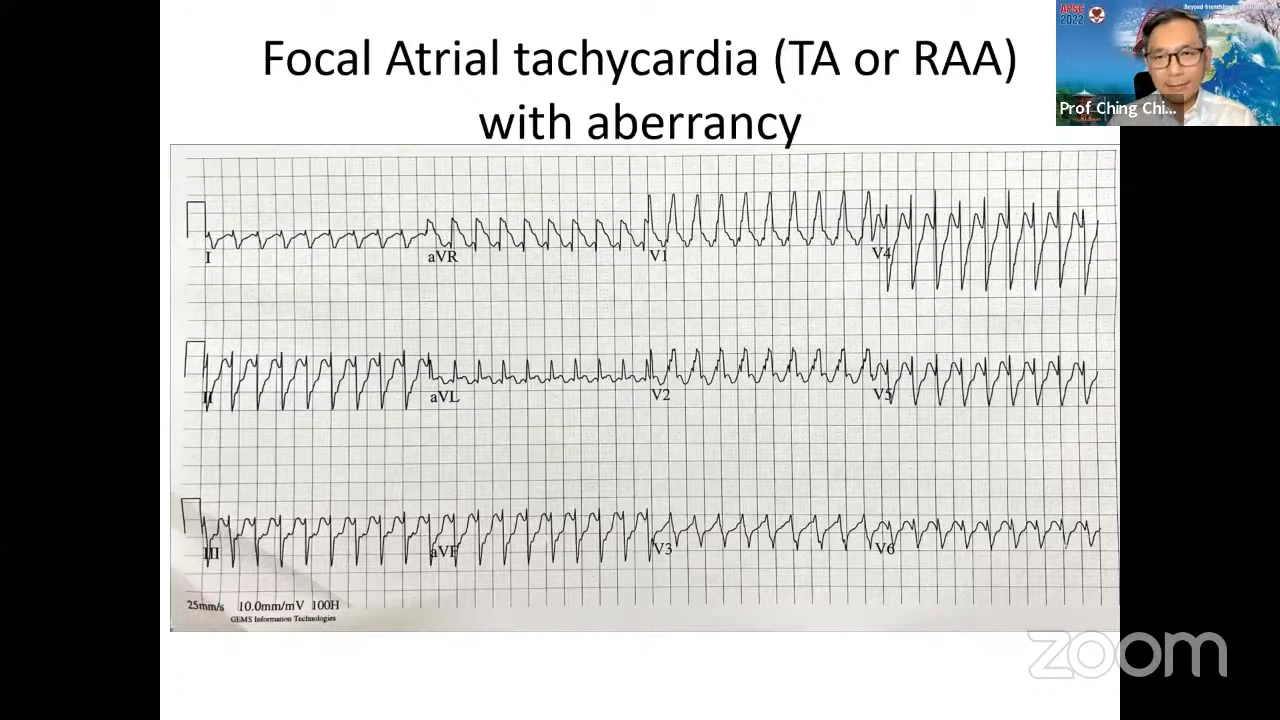 Focal Atrial tachycardia (TA or RAA)
with aberrancy
APSC
2022
Prof Ching Chi...
I
aVR
V1
V4
II
aVL
V2
V5
III
aVF
V3
V6
25mm/s 10.0mm/mV 100H
GEMS Information Technologies
zoom